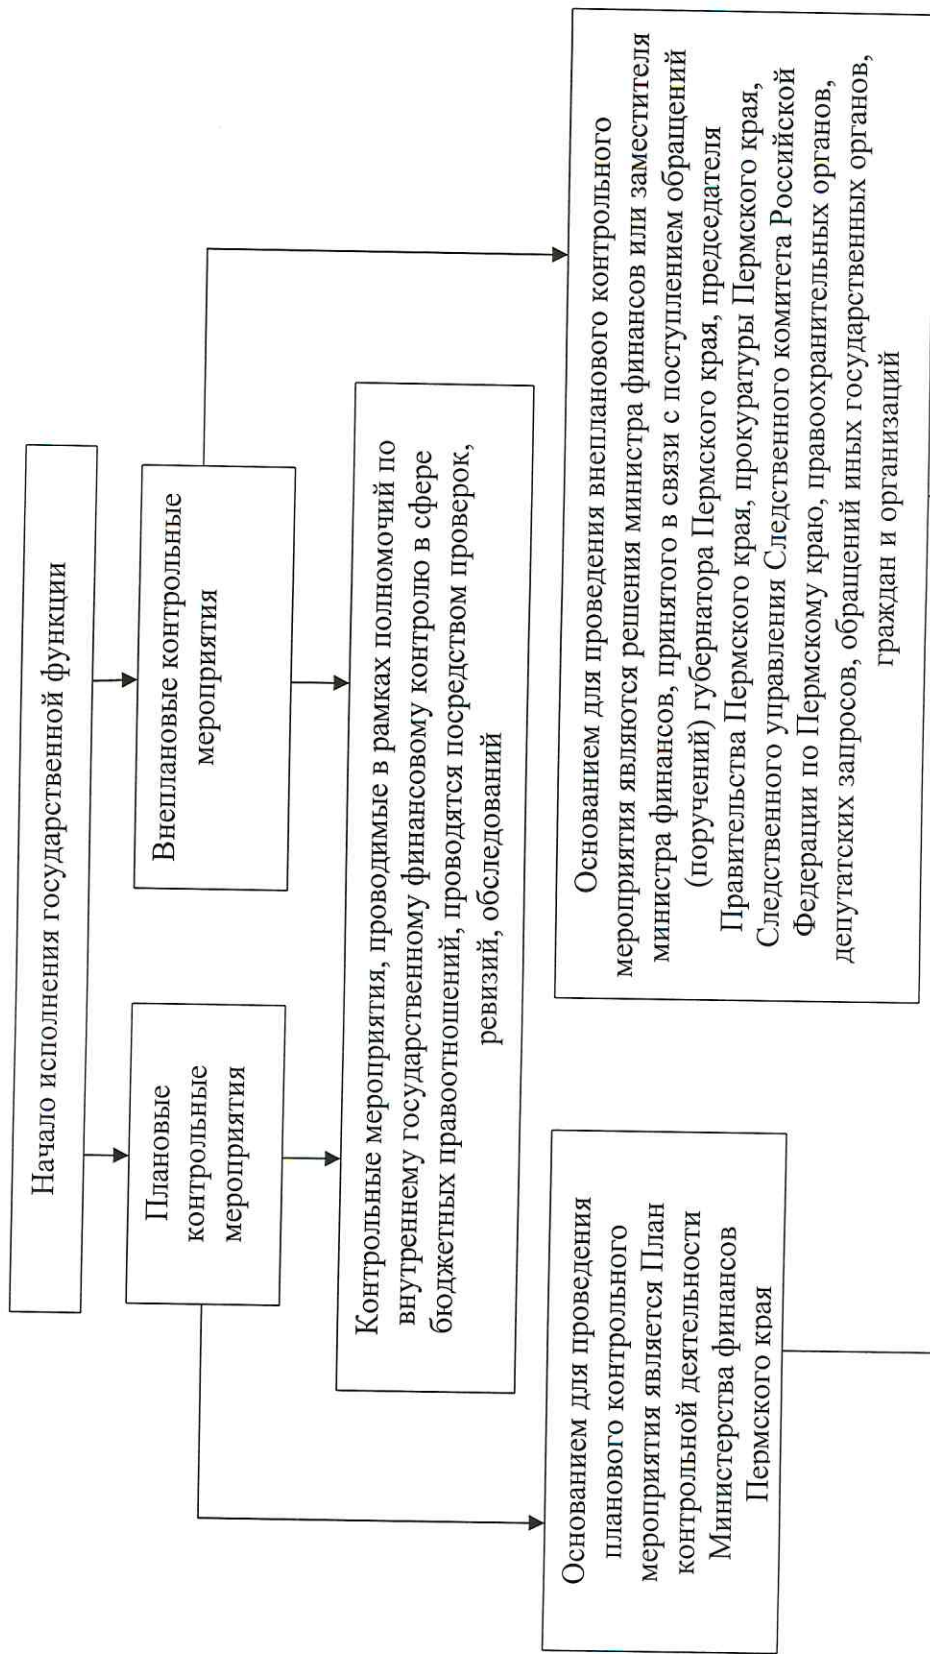 Начало исполнения государственной функции
Плановые
контрольные
мероприятия
Внеплановые контрольные
мероприятия
Контрольные мероприятия, проводимые в рамках полномочий по
внутреннему государственному финансовому контролю в сфере
бюджетных правоотношений, проводятся посредством проверок,
ревизий, обследований
Основанием для проведения
планового контрольного
мероприятия является План
контрольной деятельности
Министерства финансов
Пермского края
Основанием для проведения внепланового контрольного
мероприятия являются решения министра финансов или заместителя
министра финансов, принятого в связи с поступлением обращений
(поручений) губернатора Пермского края, председателя
Правительства Пермского края, прокуратуры Пермского края,
Следственного управления Следственного комитета Российской
Федерации по Пермскому краю, правоохранительных органов,
депутатских запросов, обращений иных государственных органов,
граждан и организаций